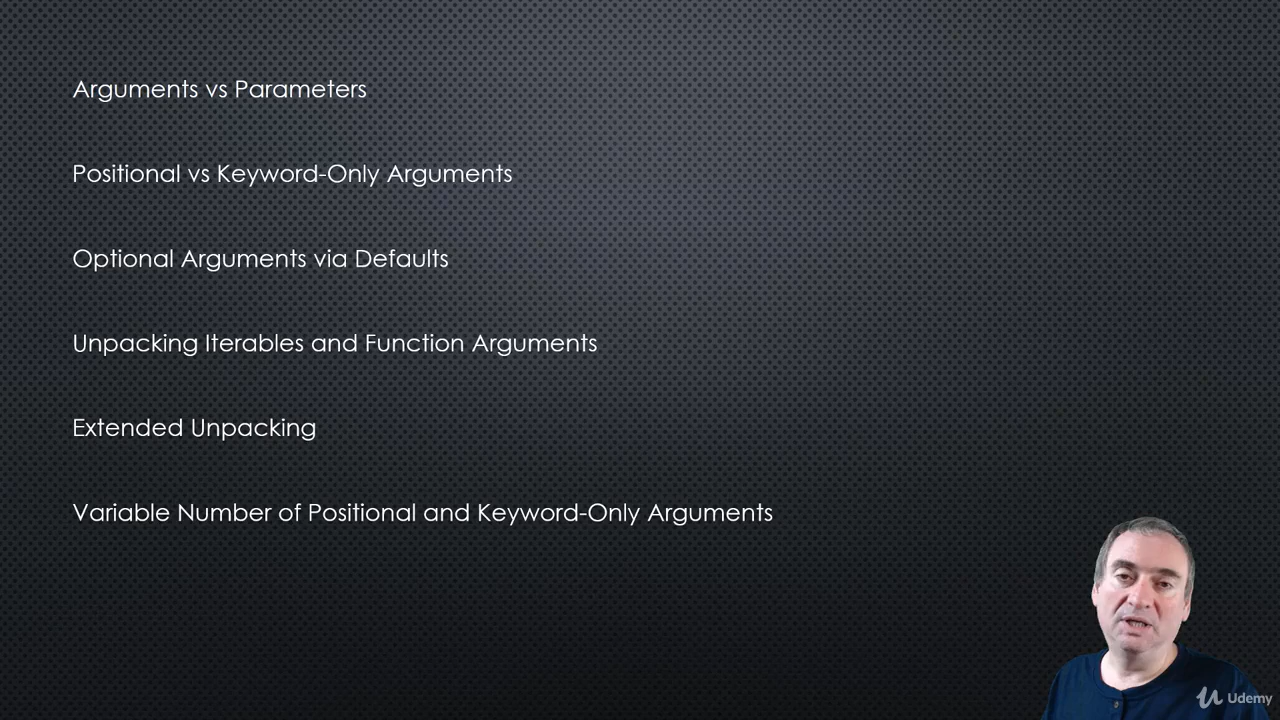 Arguments vs Parameters
Positional vs Keyword-Only Arguments
Optional Arguments via Defaults
Unpacking Iterables and Function Arguments
Extended Unpacking
Variable Number of Positional and Keyword-Only Arguments
Udemy